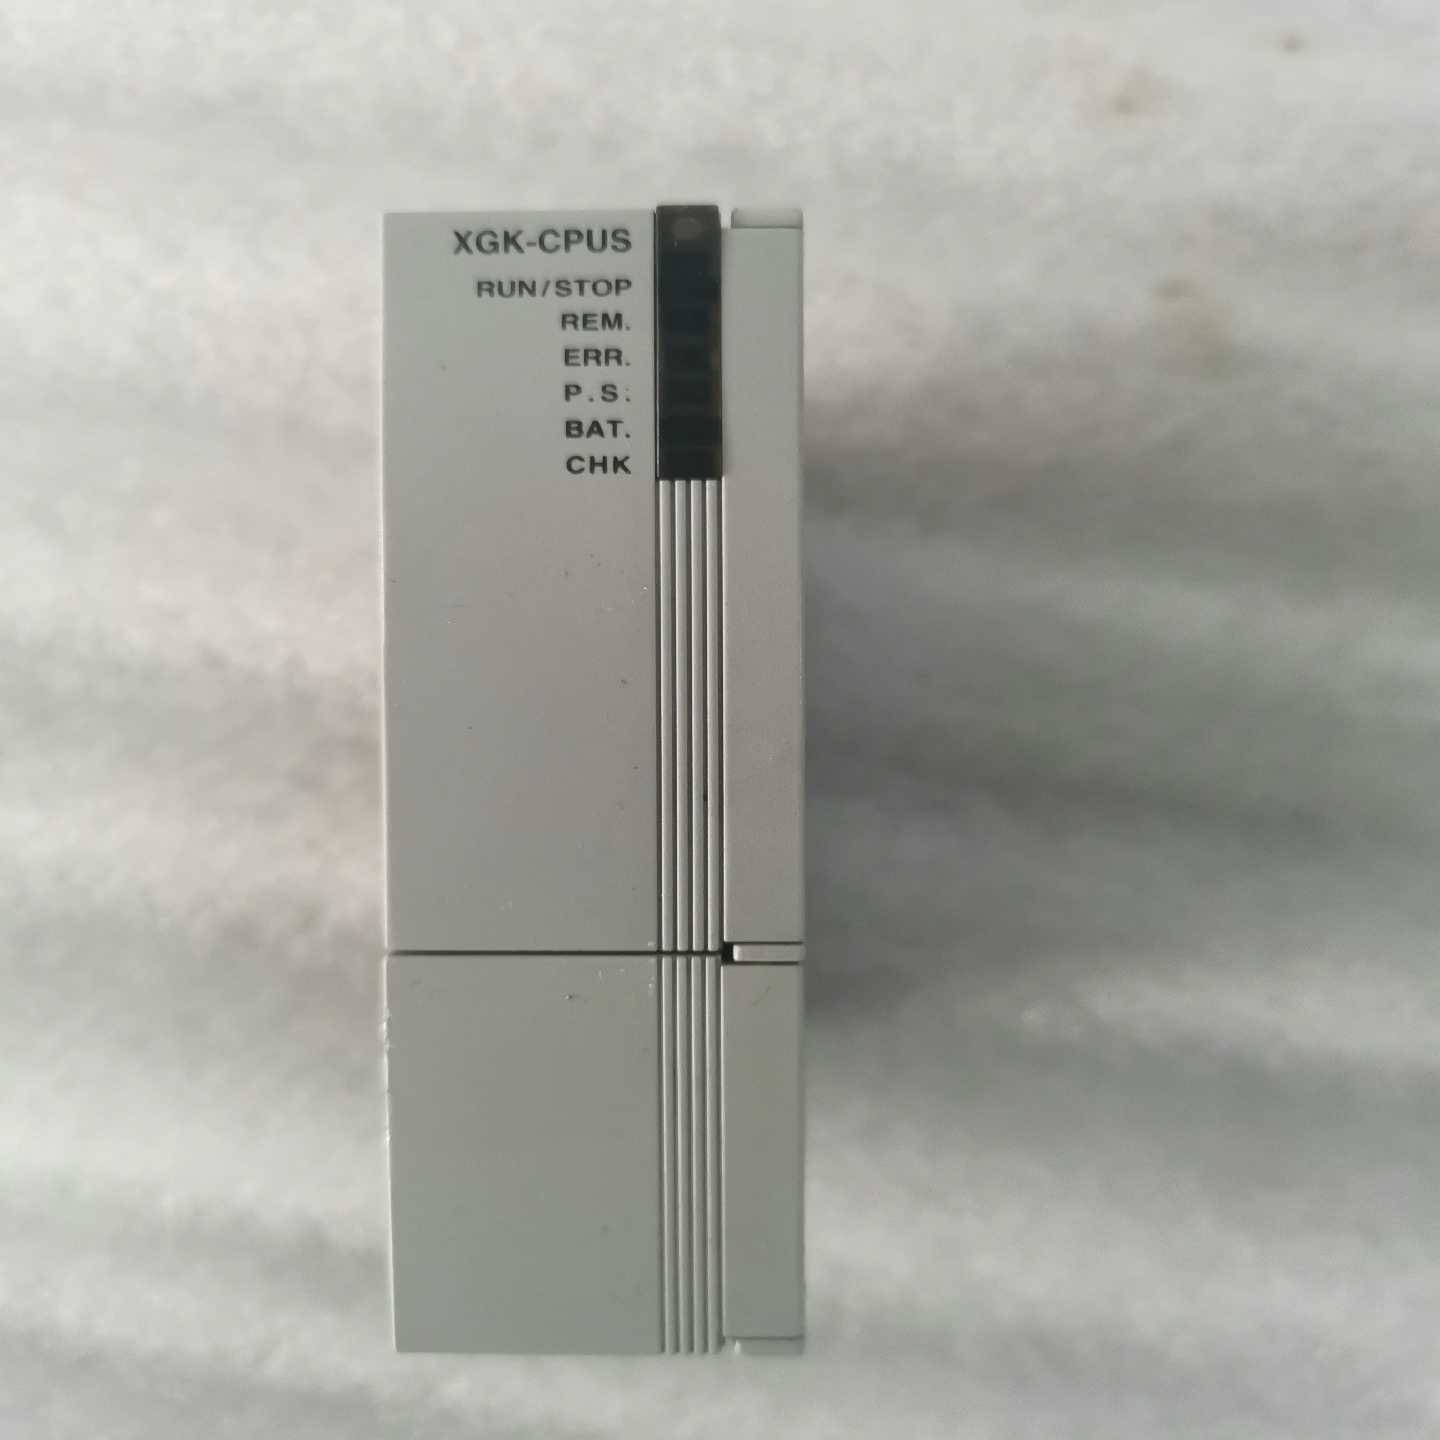 XGK-CPUS
RUN/STOP
REM.
ERR.
P.S.
BAT.
CHK